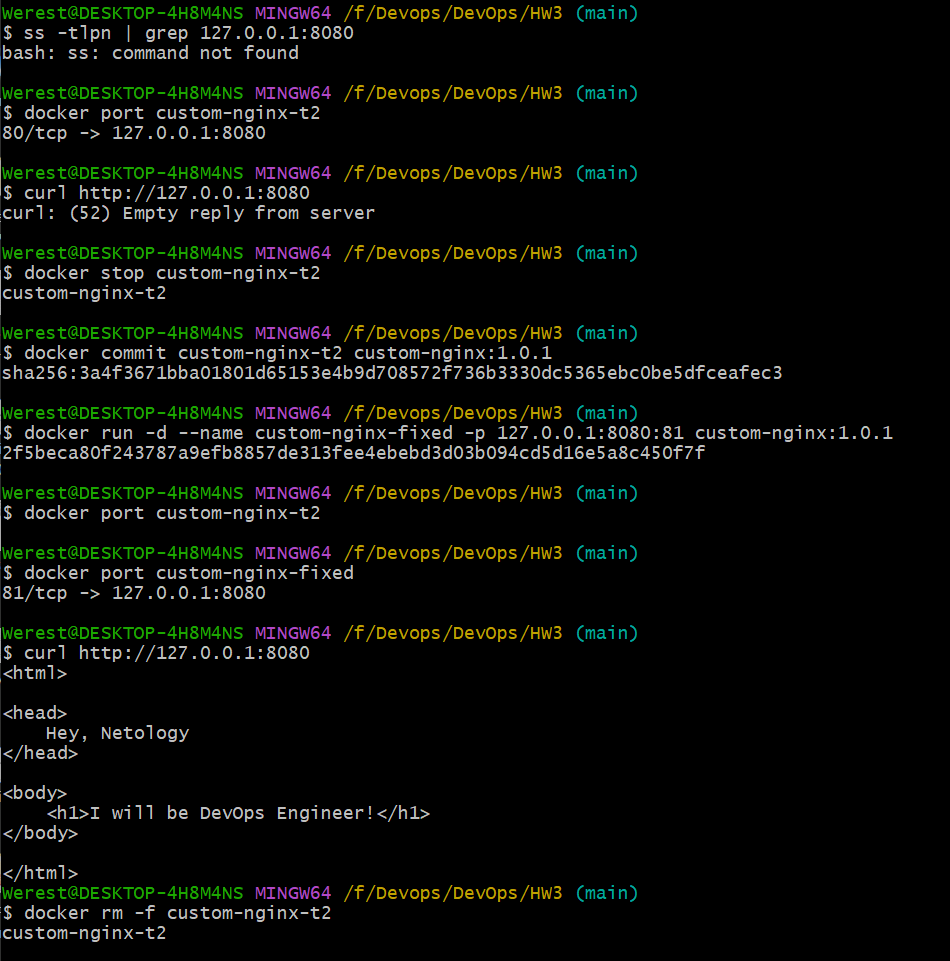 Werest@DESKTOP-4H8M4NS MINGW64 /f/Devops/DevOps/HW3 (main)
$ ss -tlpn | grep 127.0.0.1:8080
bash: ss: command not found
Werest@DESKTOP-4H8M4NS MINGW64 /f/Devops/DevOps/HW3 (main)
$ docker port custom-nginx-t2
80/tcp -> 127.0.0.1:8080
Werest@DESKTOP-4H8M4NS MINGW64 /f/Devops/DevOps/HW3 (main)
$ curl http://127.0.0.1:8080
curl: (52) Empty reply from server
Werest@DESKTOP-4H8M4NS MINGW64 /f/Devops/DevOps/HW3 (main)
$ docker stop custom-nginx-t2
custom-nginx-t2
Werest@DESKTOP-4H8M4NS MINGW64 /f/Devops/DevOps/HW3 (main)
$ docker commit custom-nginx-t2 custom-nginx:1.0.1
sha256:3a4f3671bba01801d65153e4b9d708572f736b3330dc5365ebc0be5dfceafec3
Werest@DESKTOP-4H8M4NS MINGW64 /f/Devops/DevOps/HW3 (main)
$ docker run -d --name custom-nginx-fixed -p 127.0.0.1:8080:81 custom-nginx:1.0.1
2f5beca80f243787a9efb8857de313fee4ebebd3d03b094cd5d16e5a8c450f7f
Werest@DESKTOP-4H8M4NS MINGW64 /f/Devops/DevOps/HW3 (main)
$ docker port custom-nginx-t2
Werest@DESKTOP-4H8M4NS MINGW64 /f/Devops/DevOps/HW3 (main)
$ docker port custom-nginx-fixed
81/tcp -> 127.0.0.1:8080
Werest@DESKTOP-4H8M4NS MINGW64 /f/Devops/DevOps/HW3 (main)
$ curl http://127.0.0.1:8080
<html>
<head>
    Hey, Netology
</head>
<body>
    <h1>I will be DevOps Engineer!</h1>
</body>
</html>
Werest@DESKTOP-4H8M4NS MINGW64 /f/Devops/DevOps/HW3 (main)
$ docker rm -f custom-nginx-t2
custom-nginx-t2